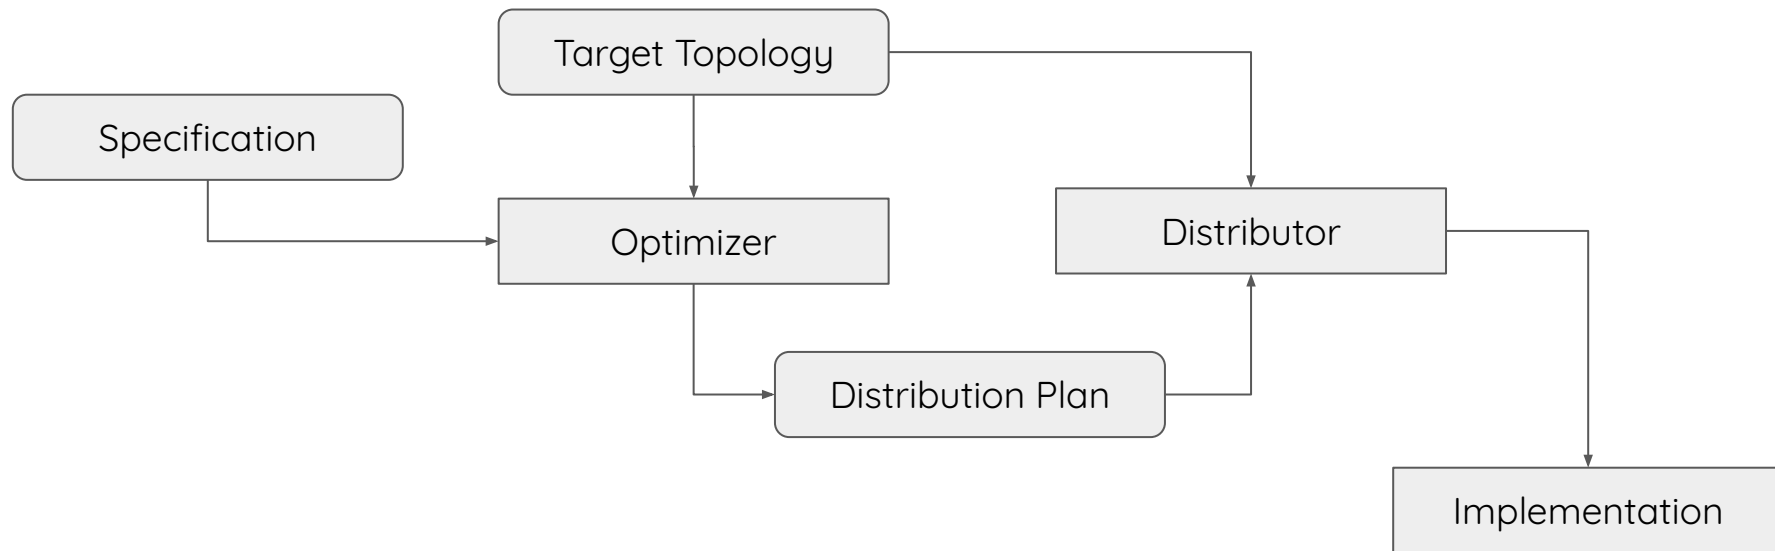 Target Topology
Specification
Optimizer
Distributor
Distribution Plan
Implementation